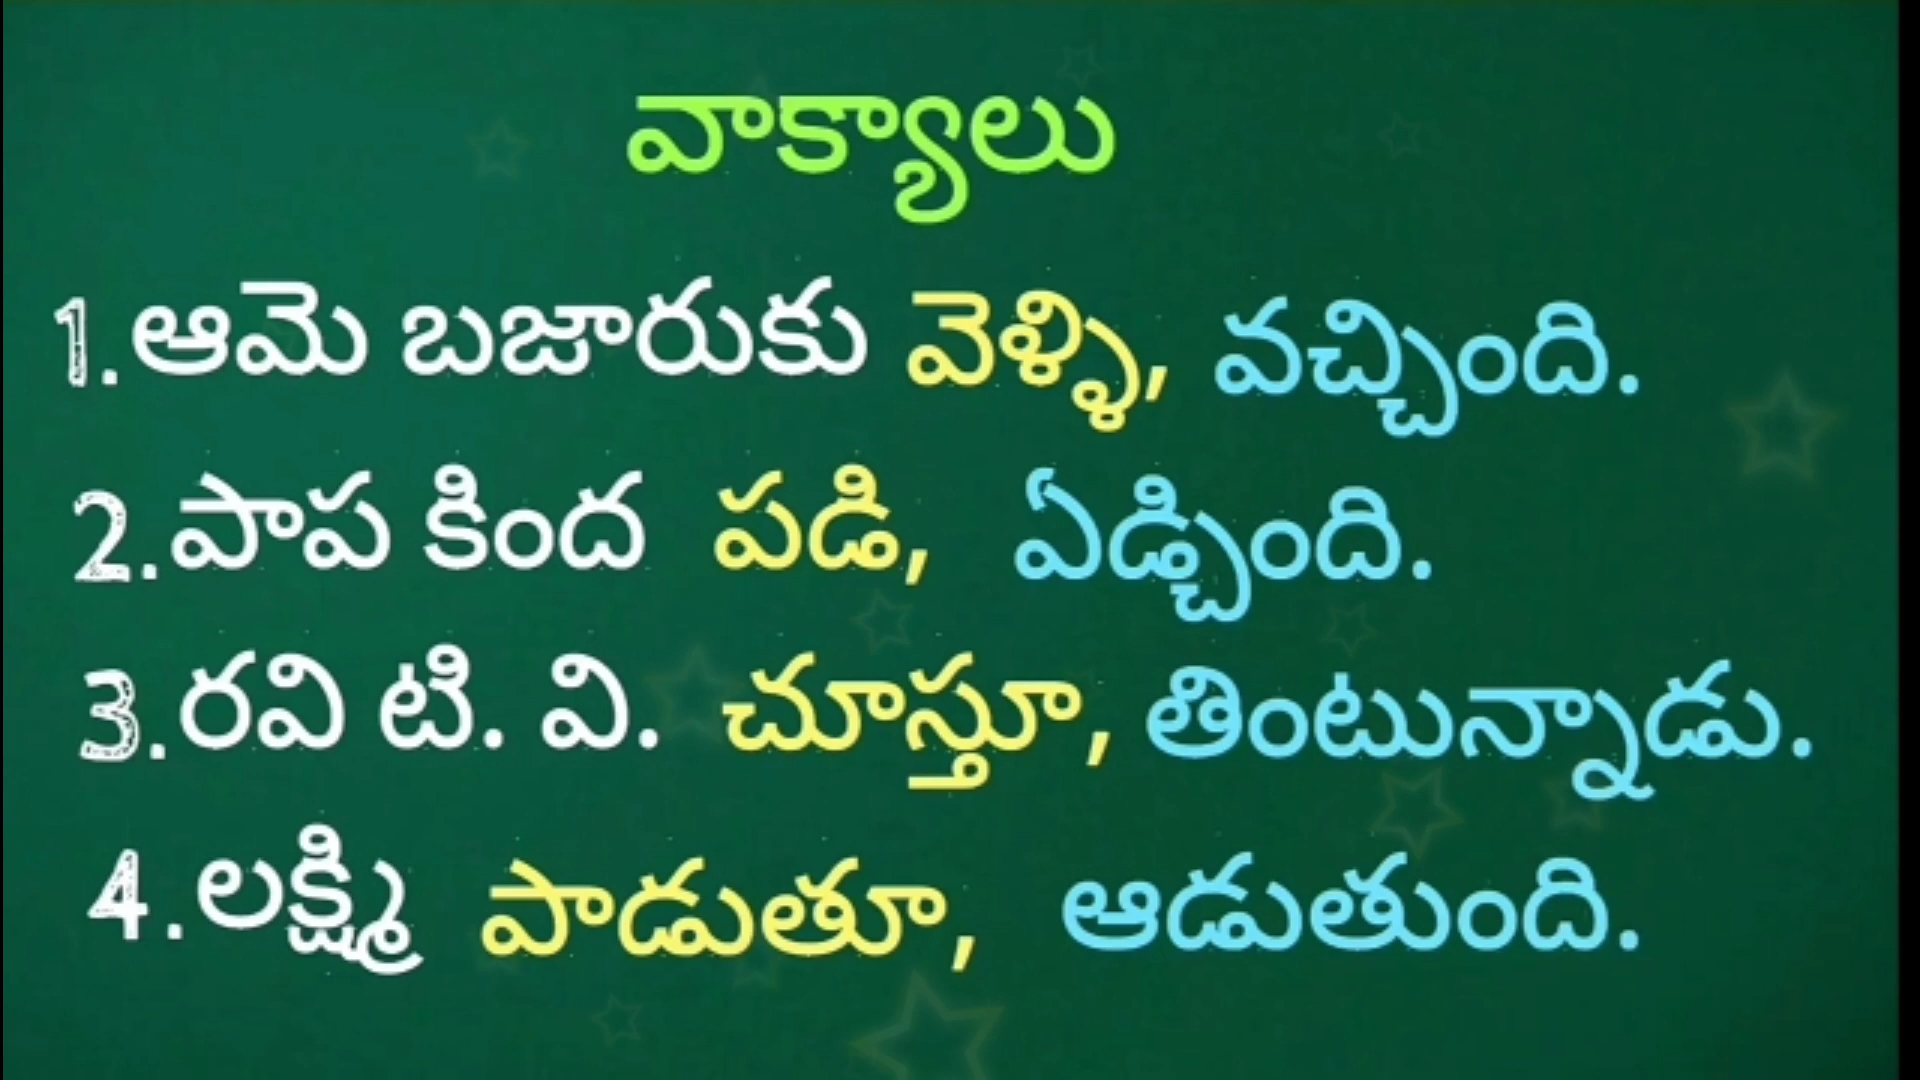 వాక్యాలు
1. ఆమె బజారుకు వెళ్ళి, వచ్చింది.
2. పాప కింద పడి, ఏడ్చింది.
3. రవి టి. వి. చూస్తూ, తింటున్నాడు.
4. లక్ష్మి పాడుతూ, ఆడుతుంది.